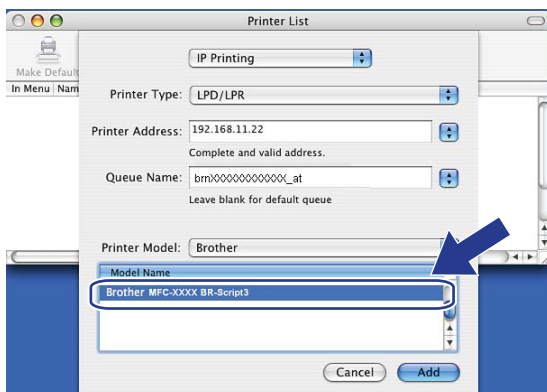 Printer List
Make Default
In Menu Nam
IP Printing
Printer Type: LPD/LPR
Printer Address: 192.168.11.22
Complete and valid address.
Queue Name: brnXXXXXXXXXXXX_at
Leave blank for default queue
Printer Model: Brother
Model Name
Brother MFC-XXXX BR-Script3
Cancel Add